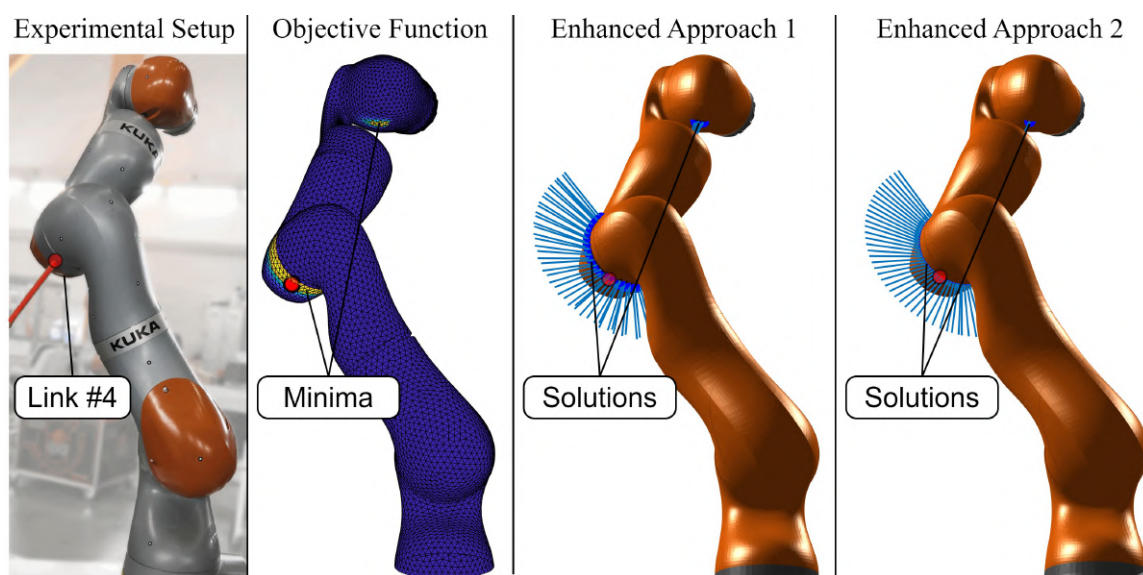 Experimental Setup
Objective Function
Enhanced Approach 1
Enhanced Approach 2
KUKA
KUKA
Link #4
Minima
Solutions
Solutions